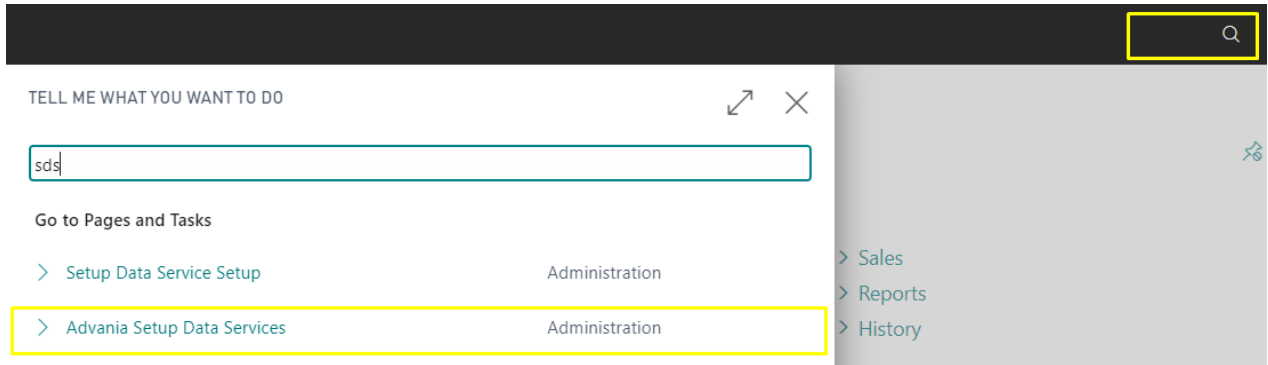 TELL ME WHAT YOU WANT TO DO
sds
Go to Pages and Tasks
Setup Data Service Setup Administration
Advania Setup Data Services Administration
Sales
Reports
History